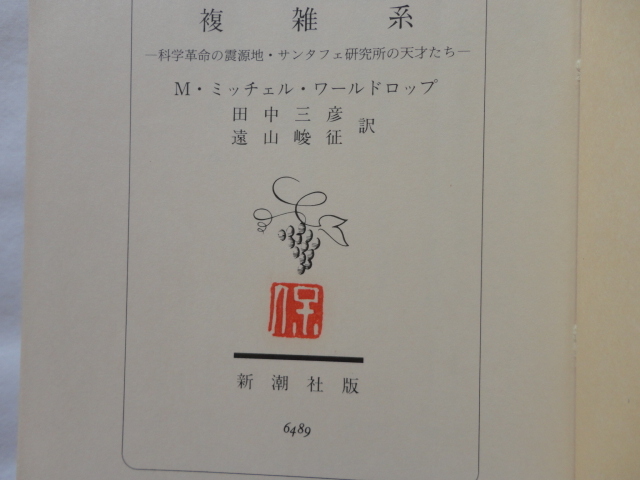 複雑系
―科学革命の震源地・サンタフェ研究所の天才たち―
M・ミッチェル・ワールドロップ
田中三彦
遠山峻征 訳
保
新潮社版
6489